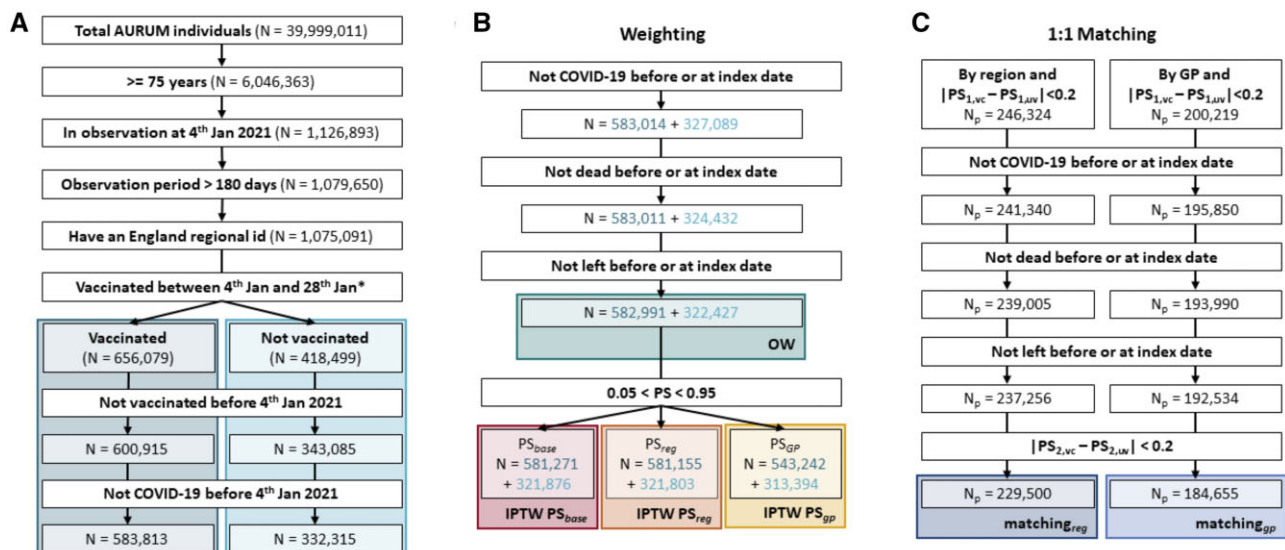 A
Total AURUM individuals (N = 39,999,011)
>= 75 years (N = 6,046,363)
In observation at 4th Jan 2021 (N = 1,126,893)
Observation period > 180 days (N = 1,079,650)
Have an England regional id (N = 1,075,091)
Vaccinated between 4th Jan and 28th Jan*
Vaccinated
(N = 656,079)
Not vaccinated
(N = 418,499)
Not vaccinated before 4th Jan 2021
N = 600,915
N = 343,085
Not COVID-19 before 4th Jan 2021
N = 583,813
N = 332,315
B
Weighting
Not COVID-19 before or at index date
N = 583,014 + 327,089
Not dead before or at index date
N = 583,011 + 324,432
Not left before or at index date
N = 582,991 + 322,427
OW
0.05 < PS < 0.95
PSbase
N = 581,271
+ 321,876
IPTW PSbase
PSreg
N = 581,155
+ 321,803
IPTW PSreg
PSGP
N = 543,242
+ 313,394
IPTW PSgp
C
1:1 Matching
By region and
|PS1,vc – PS1,uv| <0.2
Np = 246,324
By GP and
|PS1,vc – PS1,uv| <0.2
Np = 200,219
Not COVID-19 before or at index date
Np = 241,340
Np = 195,850
Not dead before or at index date
Np = 239,005
Np = 193,990
Not left before or at index date
Np = 237,256
Np = 192,534
|PS2,vc – PS2,uv| < 0.2
Np = 229,500
matchingreg
Np = 184,655
matchinggp